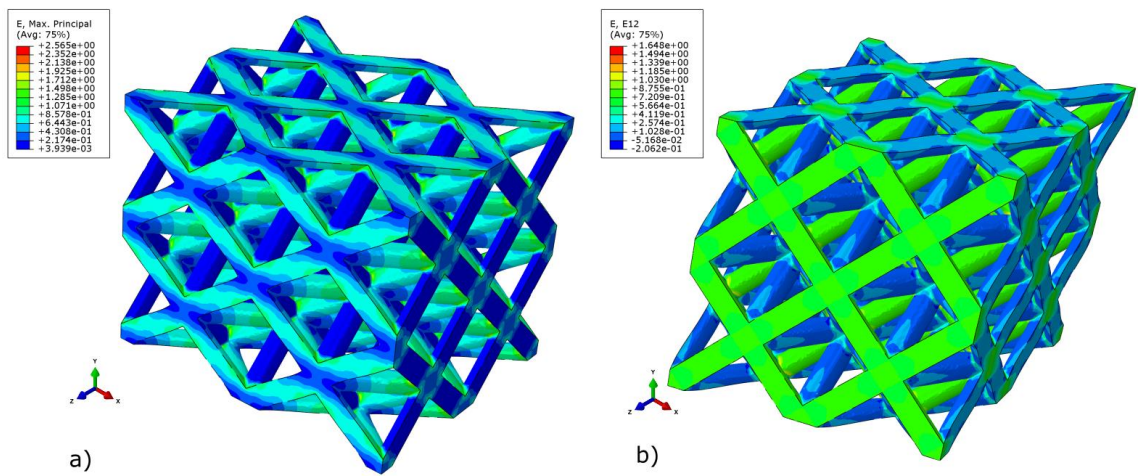 E, Max. Principal
(Avg: 75%)
+2.565e+00
+2.352e+00
+2.138e+00
+1.925e+00
+1.712e+00
+1.498e+00
+1.285e+00
+1.071e+00
+8.578e-01
+6.443e-01
+4.308e-01
+2.174e-01
+3.939e-03
E, E12
(Avg: 75%)
+1.648e+00
+1.494e+00
+1.339e+00
+1.185e+00
+1.030e+00
+8.755e-01
+7.209e-01
+5.664e-01
+4.119e-01
+2.574e-01
+1.028e-01
-5.168e-02
-2.062e-01
Y
Z
X
Y
Z
X
a)
b)